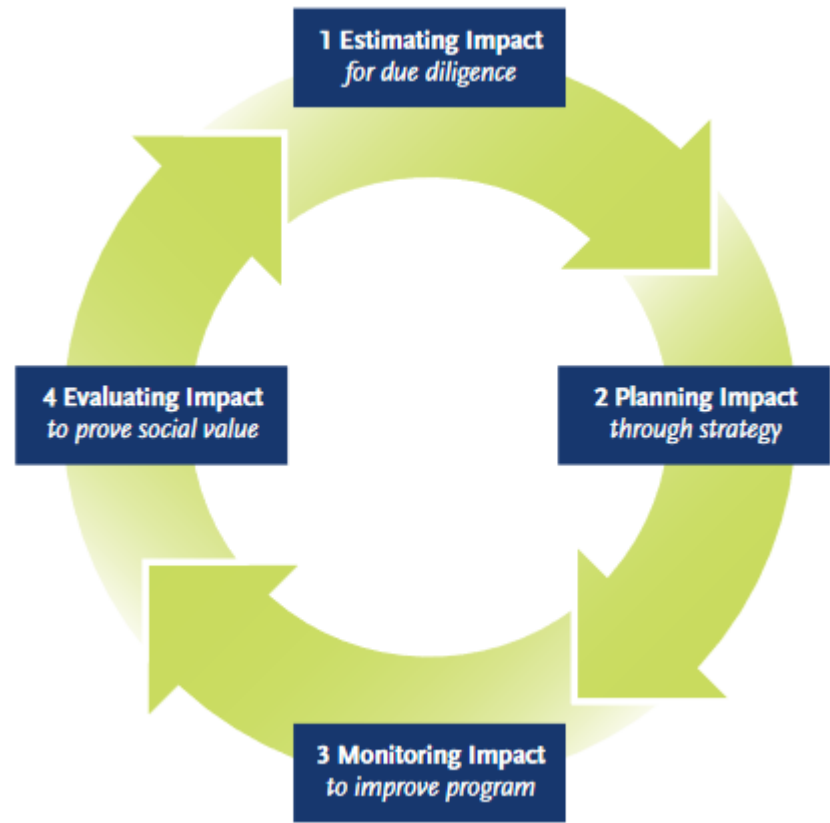 1 Estimating Impact
for due diligence
2 Planning Impact
through strategy
3 Monitoring Impact
to improve program
4 Evaluating Impact
to prove social value